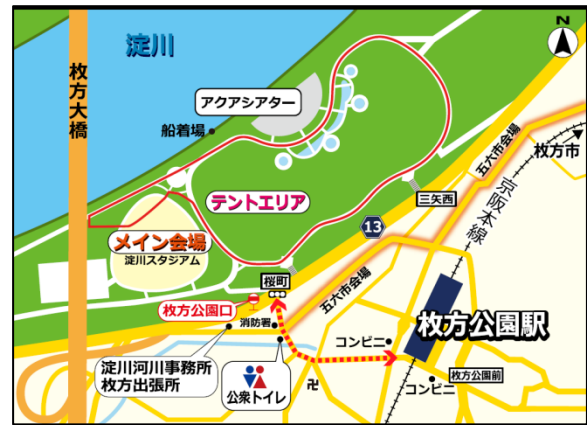 N
淀川
枚方大橋
アクアシアター
船着場
五六市会場
枚方市
三矢西
京阪本線
テントエリア
13
メイン会場
淀川スタジアム
桜町
枚方公園口
五六市会場
消防署
枚方公園駅
コンビニ
淀川河川事務所
枚方出張所
公衆トイレ
卍
コンビニ
枚方公園前